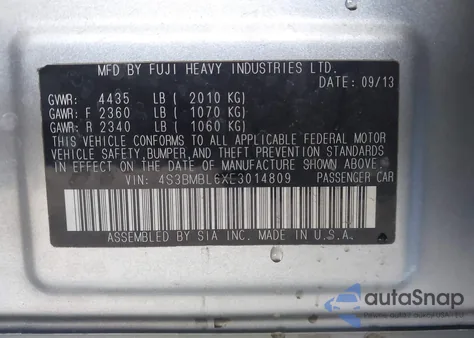 MFD BY FUJI HEAVY INDUSTRIES LTD.
DATE: 09/13
GVWR: 4435 LB ( 2010 KG)
GAWR: F 2360 LB ( 1070 KG)
GAWR: R 2340 LB ( 1060 KG)
THIS VEHICLE CONFORMS TO ALL APPLICABLE FEDERAL MOTOR
VEHICLE SAFETY, BUMPER, AND THEFT PREVENTION STANDARDS
IN EFFECT ON THE DATE OF MANUFACTURE SHOWN ABOVE.
VIN: 4S3BMBL6XE3014809 PASSENGER CAR
ASSEMBLED BY SIA INC. MADE IN U.S.A.
autoSnap